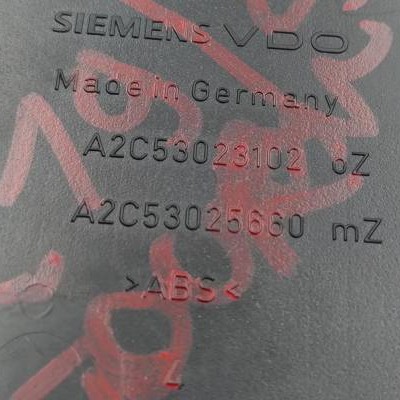 SIEMENS VDO
Made in Germany
A2C53023102 oZ
A2C53025660 mZ
>ABS<